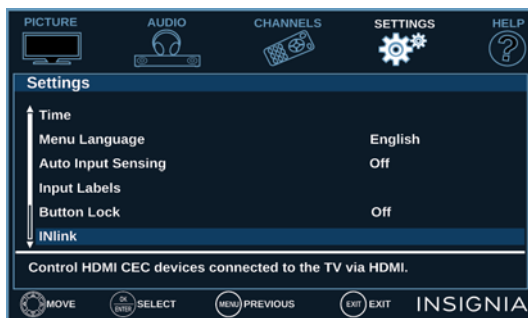 PICTURE AUDIO CHANNELS SETTINGS HELP
Settings
Time
Menu Language English
Auto Input Sensing Off
Input Labels
Button Lock Off
INlink
Control HDMI CEC devices connected to the TV via HDMI.
MOVE OK ENTER SELECT MENU PREVIOUS EXIT EXIT INSIGNIA